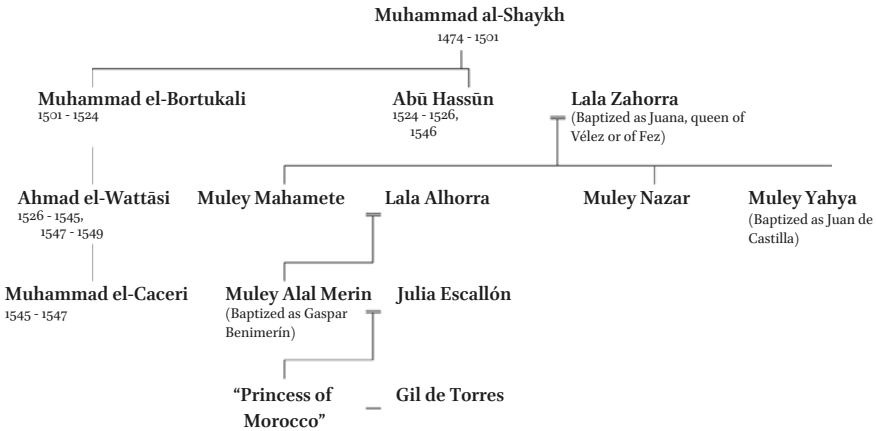 Muhammad al-Shaykh
1474 - 1501
Muhammad el-Bortukali
1501 - 1524
Abū Hassūn
1524 - 1526,
1546
Lala Zahorra
(Baptized as Juana, queen of
Vélez or of Fez)
Ahmad el-Wattāsi
1526 - 1545,
1547 - 1549
Muley Mahamete
Lala Alhorra
Muley Nazar
Muley Yahya
(Baptized as Juan de
Castilla)
Muhammad el-Caceri
1545 - 1547
Muley Alal Merin
(Baptized as Gaspar
Benimerín)
Julia Escallón
“Princess of
Morocco”
Gil de Torres